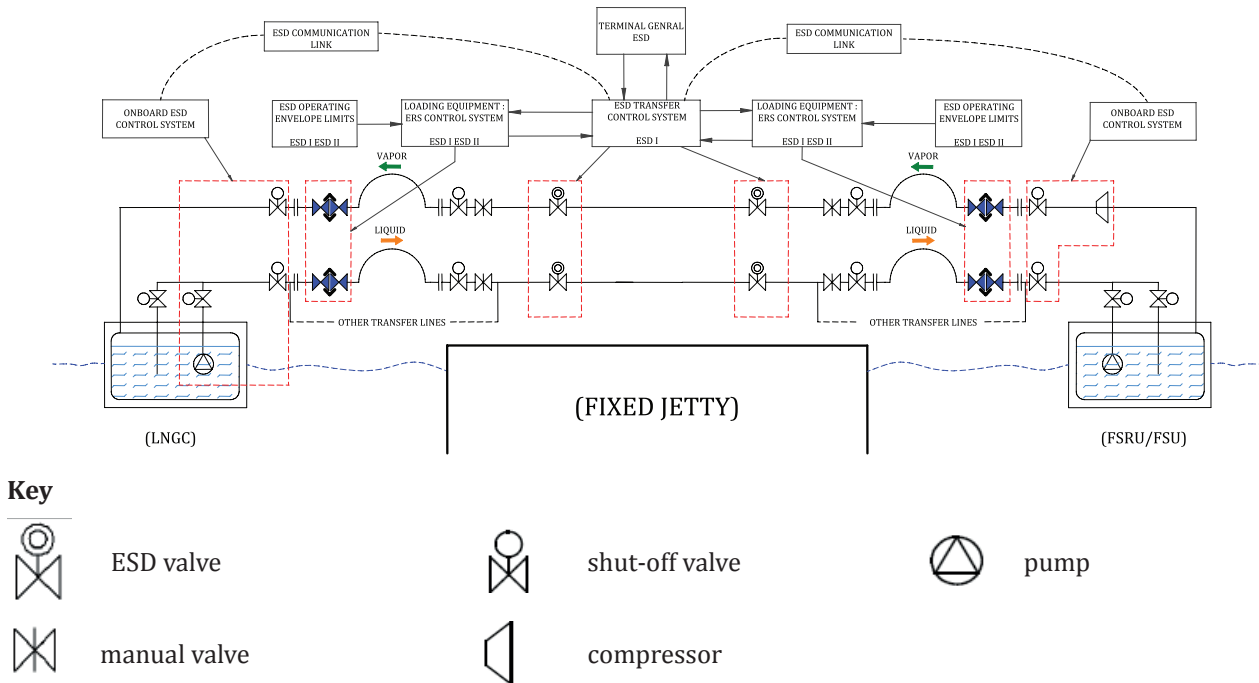 ESD COMMUNICATION
LINK
TERMINAL GENRAL
ESD
ESD COMMUNICATION
LINK
ONBOARD ESD
CONTROL SYSTEM
ESD OPERATING
ENVELOPE LIMITS
ESD I ESD II
LOADING EQUIPMENT :
ERS CONTROL SYSTEM
ESD I ESD II
ESD TRANSFER
CONTROL SYSTEM
ESD I
LOADING EQUIPMENT :
ERS CONTROL SYSTEM
ESD I ESD II
ESD OPERATING
ENVELOPE LIMITS
ESD I ESD II
ONBOARD ESD
CONTROL SYSTEM
VAPOR
VAPOR
LIQUID
LIQUID
OTHER TRANSFER LINES
OTHER TRANSFER LINES
(FIXED JETTY)
(LNGC)
(FSRU/FSU)
Key
ESD valve
shut-off valve
pump
manual valve
compressor